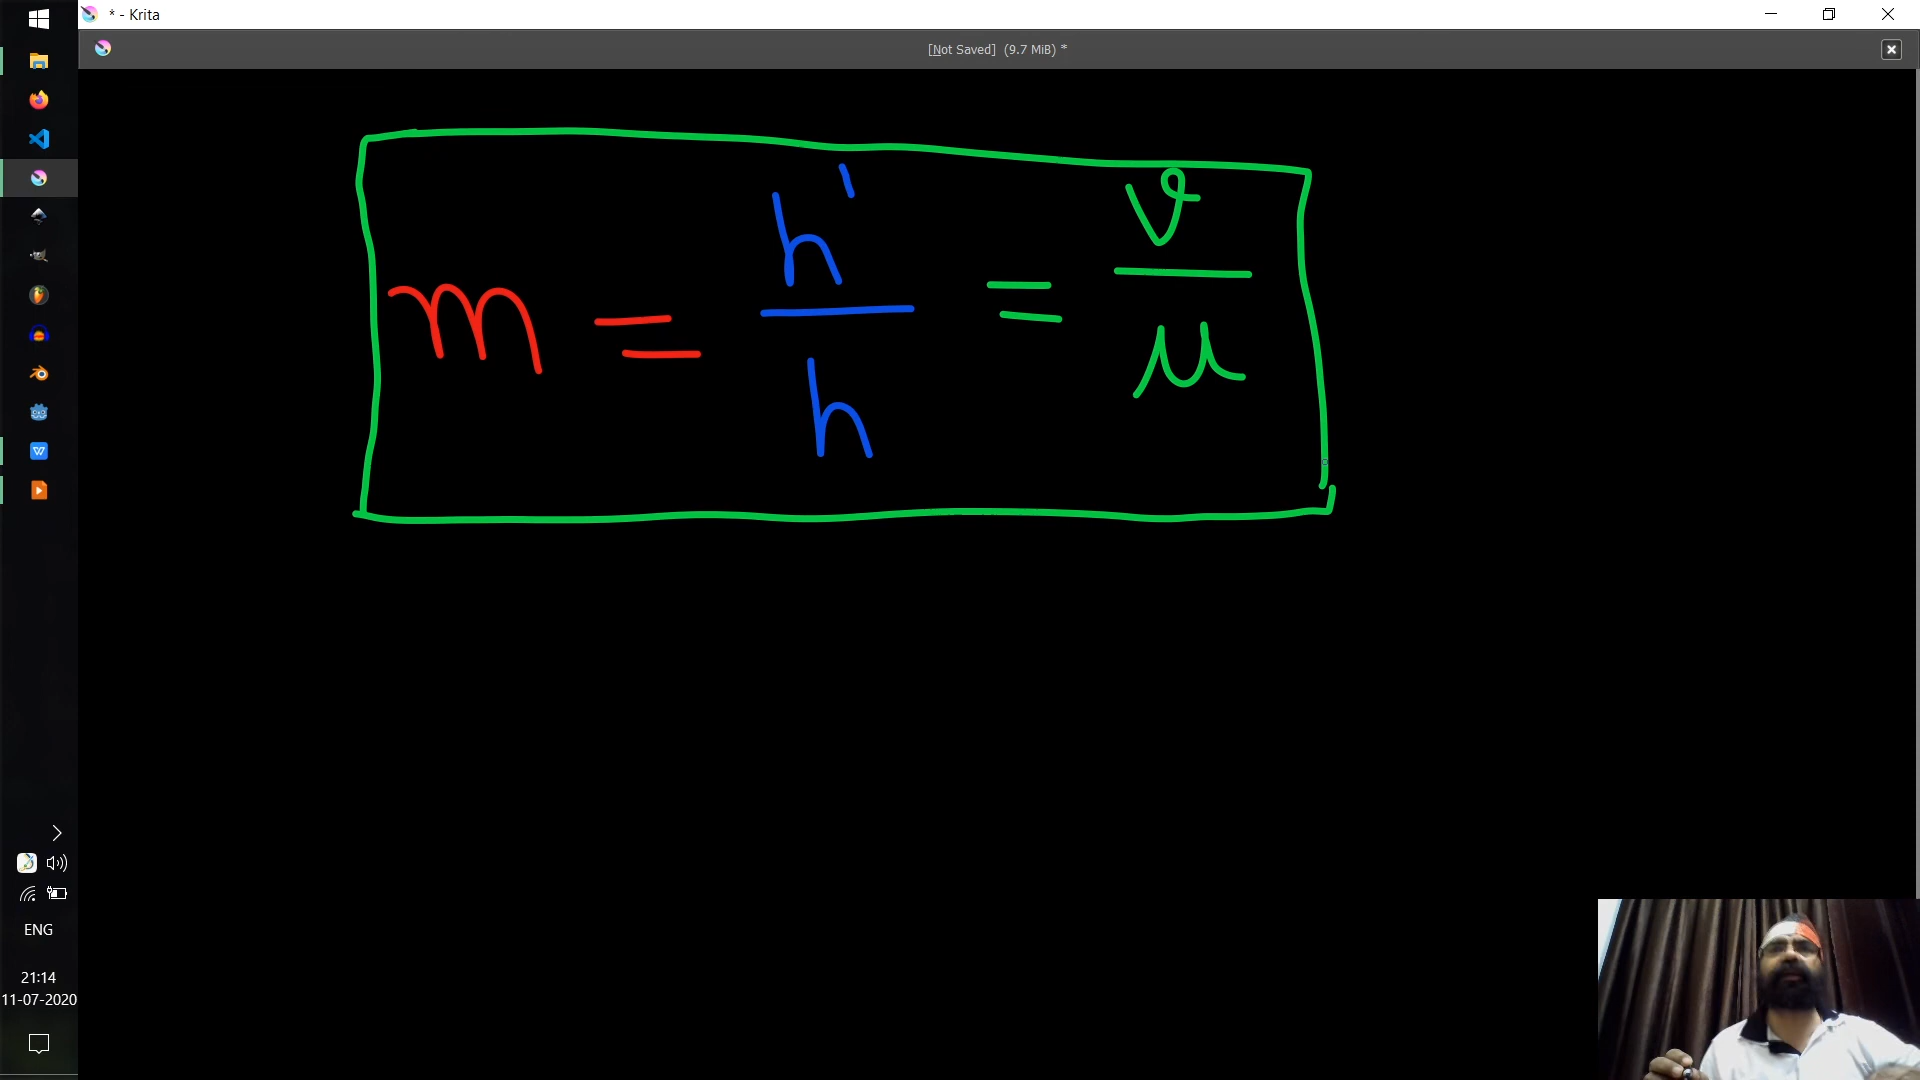 * - Krita
[Not Saved] (9.7 MiB) *
m = h' / h = v / u
W
ENG
21:14
11-07-2020